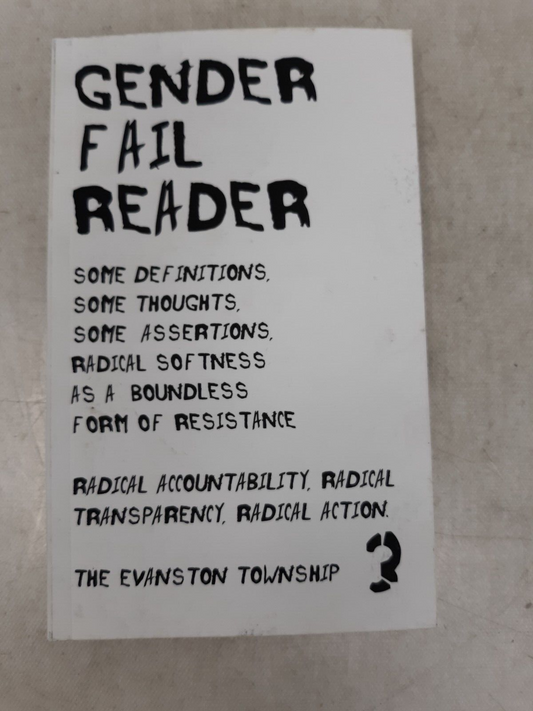 GENDER
FAIL
READER
SOME DEFINITIONS,
SOME THOUGHTS,
SOME ASSERTIONS,
RADICAL SOFTNESS
AS A BOUNDLESS
FORM OF RESISTANCE
RADICAL ACCOUNTABILITY, RADICAL
TRANSPARENCY, RADICAL ACTION.
THE EVANSTON TOWNSHIP
3